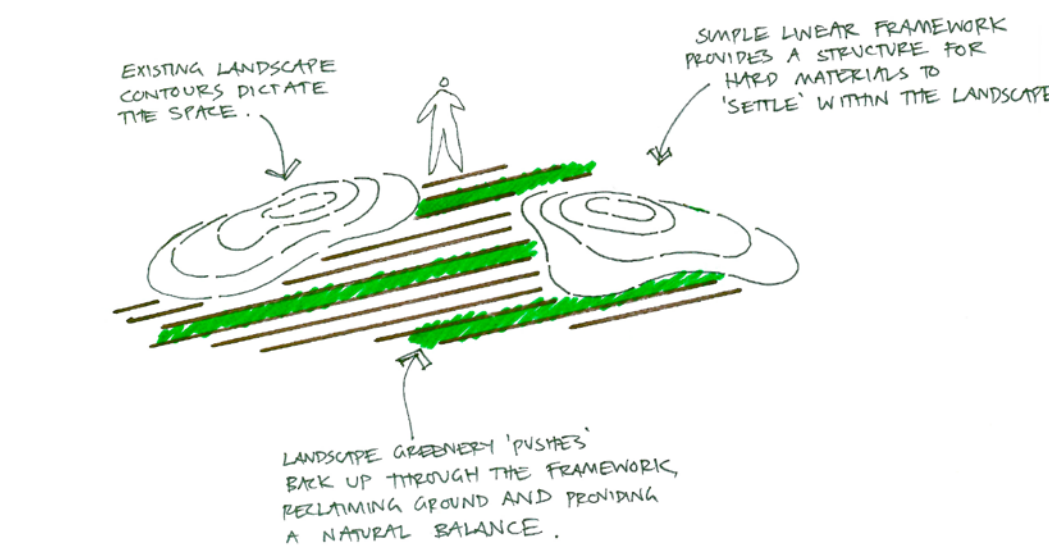 EXISTING LANDSCAPE
CONTOURS DICTATE
THE SPACE.
SIMPLE LINEAR FRAMEWORK
PROVIDES A STRUCTURE FOR
HARD MATERIALS TO
'SETTLE' WITHIN THE LANDSCAPE
LANDSCAPE GREENERY 'PUSHES'
BACK UP THROUGH THE FRAMEWORK,
RECLAIMING GROUND AND PROVIDING
A NATURAL BALANCE.